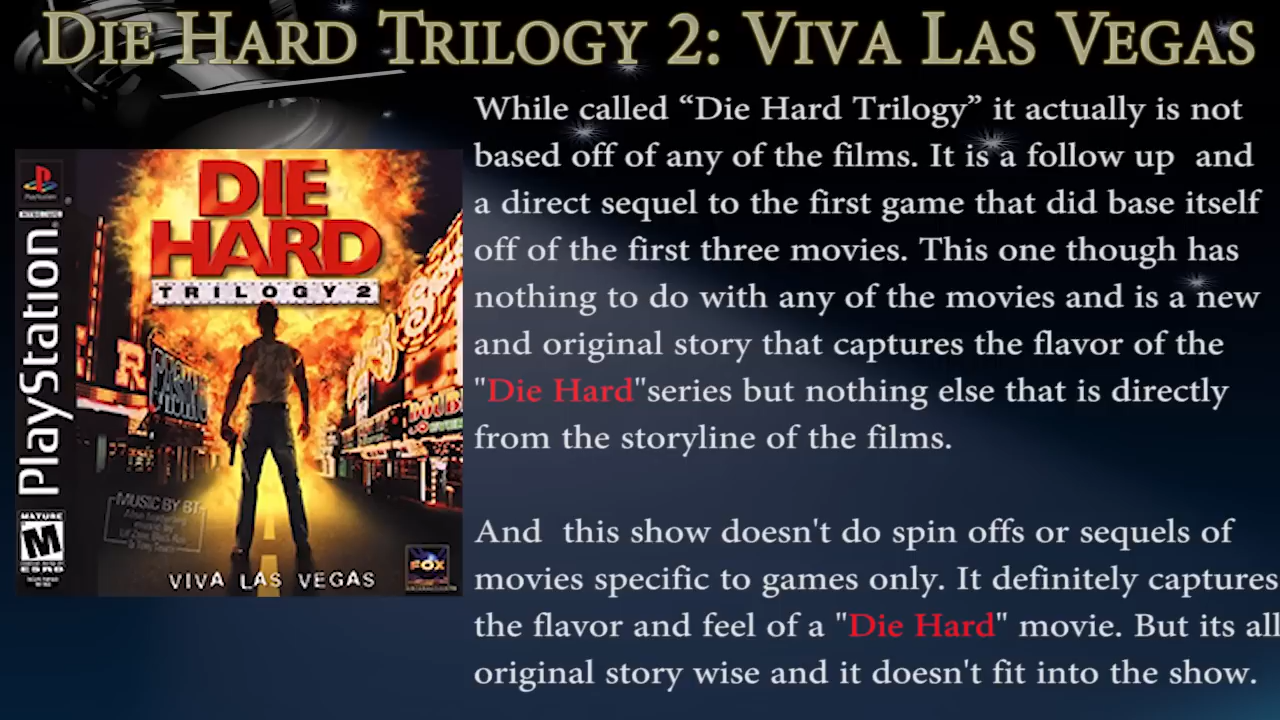 DIE HARD TRILOGY 2: VIVA LAS VEGAS
While called “Die Hard Trilogy” it actually is not
based off of any of the films. It is a follow up and
a direct sequel to the first game that did base itself
off of the first three movies. This one though has
nothing to do with any of the movies and is a new
and original story that captures the flavor of the
"Die Hard"series but nothing else that is directly
from the storyline of the films.
And this show doesn't do spin offs or sequels of
movies specific to games only. It definitely captures
the flavor and feel of a "Die Hard" movie. But its all
original story wise and it doesn't fit into the show.
PlayStation
PlayStation
DIE
HARD
TRILOGY 2
R
CASINO
MUSIC BY BT
VIVA LAS VEGAS
MATURE
M
ESRB
FOX